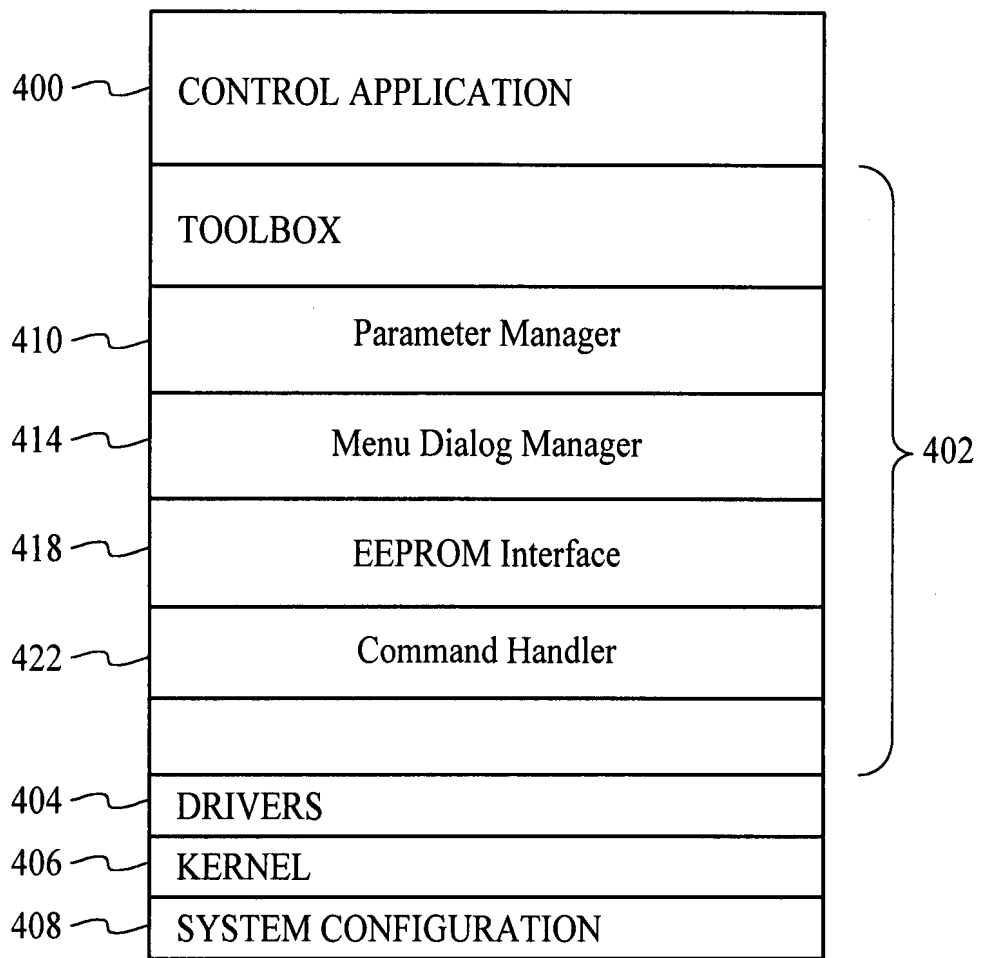 400 CONTROL APPLICATION
TOOLBOX
410 Parameter Manager
414 Menu Dialog Manager
402
418 EEPROM Interface
422 Command Handler
404 DRIVERS
406 KERNEL
408 SYSTEM CONFIGURATION